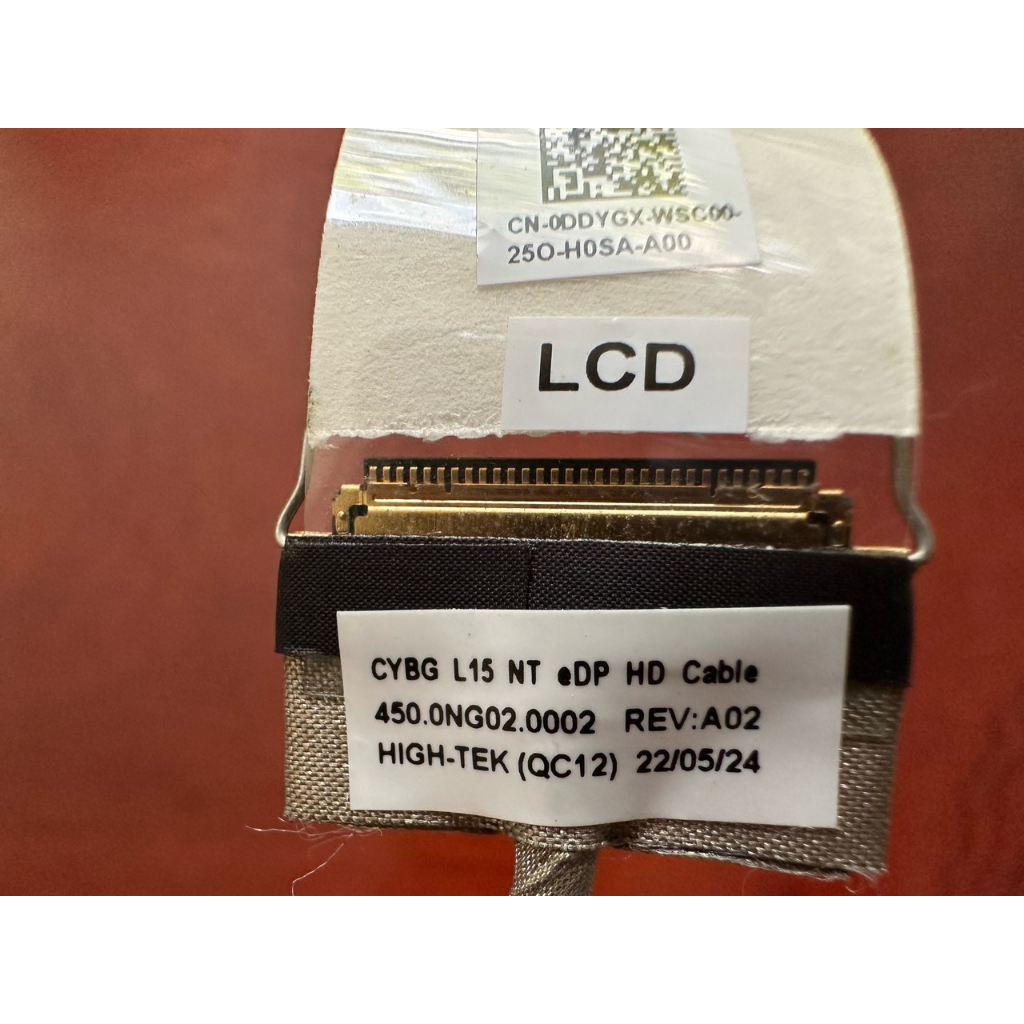 CN-0DDYGX-WSC00-
25O-H0SA-A00
LCD
CYBG L15 NT eDP HD Cable
450.0NG02.0002 REV:A02
HIGH-TEK (QC12) 22/05/24